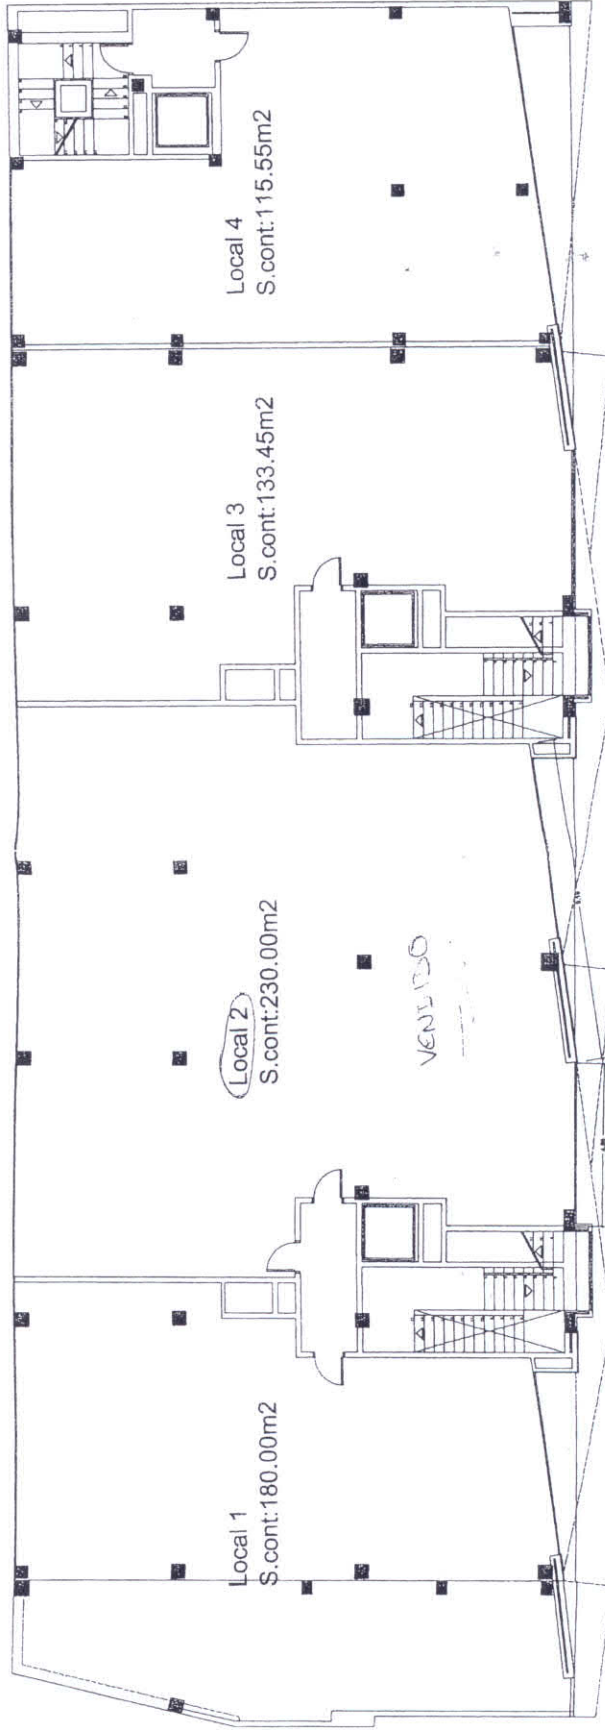 Local 1
S.cont:180.00m2
Local 2
S.cont:230.00m2
VENDIDO
Local 3
S.cont:133.45m2
Local 4
S.cont:115.55m2